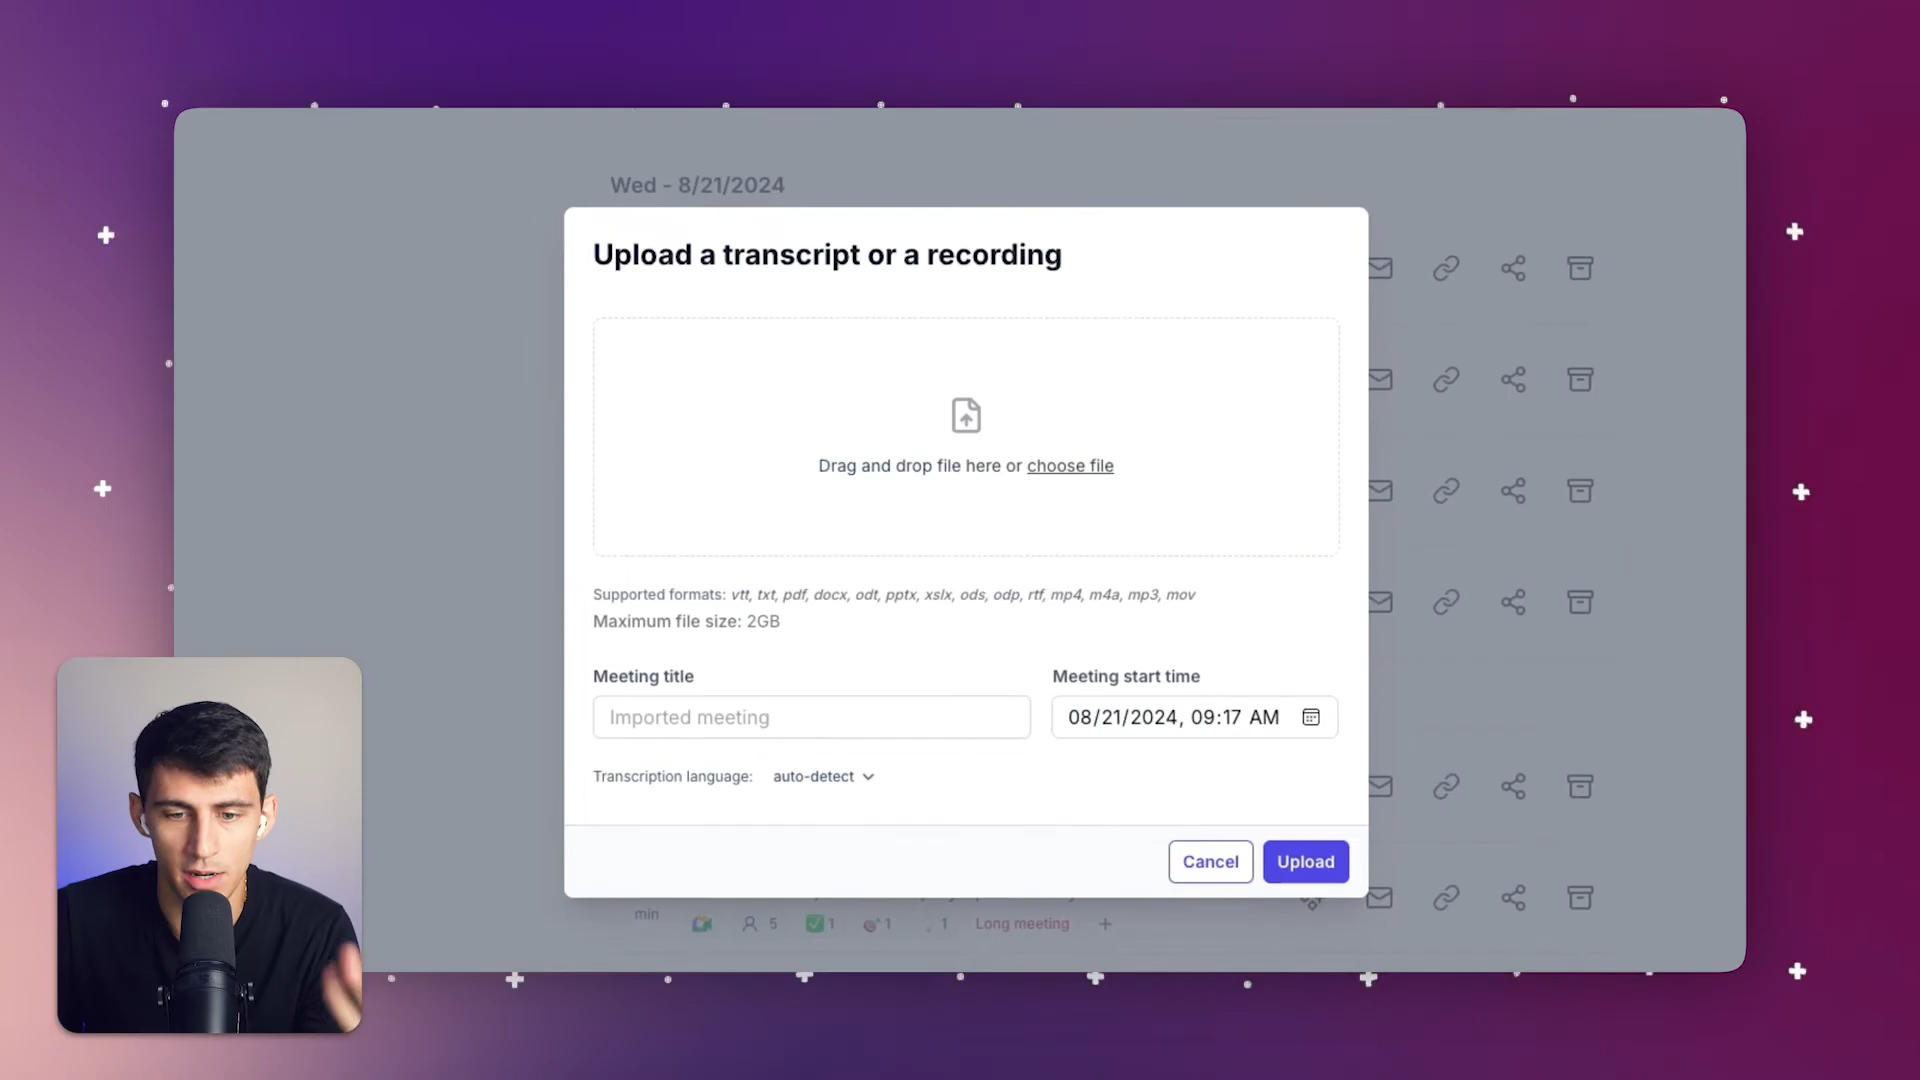 Wed - 8/21/2024
Upload a transcript or a recording
Drag and drop file here or choose file
Supported formats: vtt, txt, pdf, docx, odt, pptx, xslx, ods, odp, rtf, mp4, m4a, mp3, mov
Maximum file size: 2GB
Meeting title
Meeting start time
Imported meeting
08/21/2024, 09:17 AM
Transcription language: auto-detect
Cancel
Upload
min
5
1
1
1
Long meeting
+